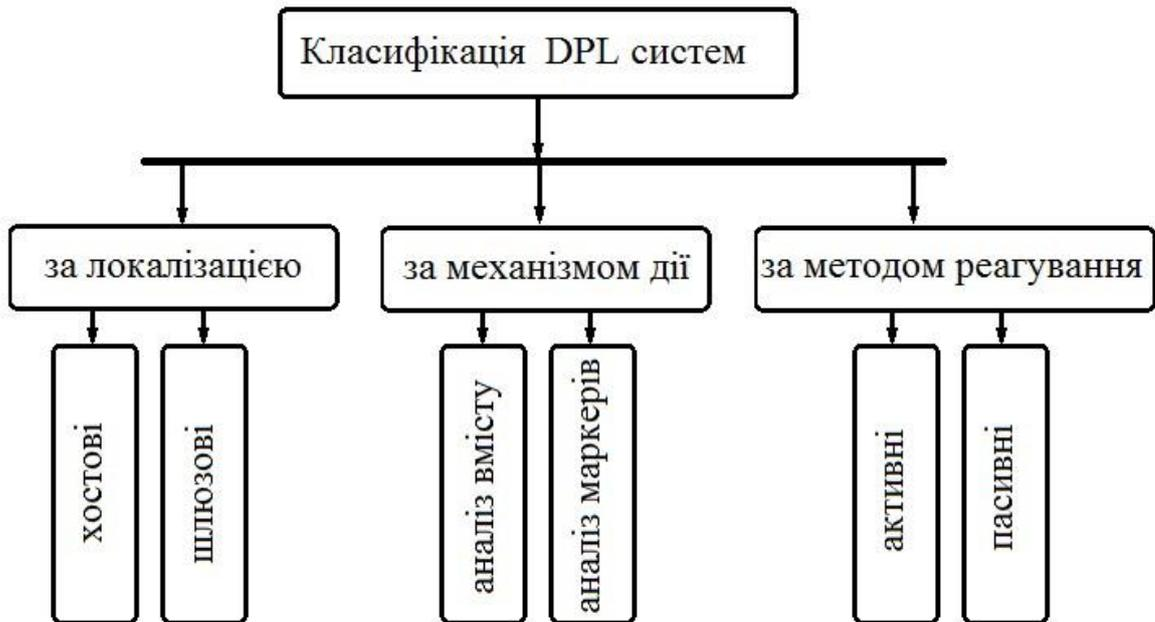 Класифікація DPL систем
за локалізацією
за механізмом дії
за методом реагування
хостові
шлюзові
аналіз вмісту
аналіз маркерів
активні
пасивні